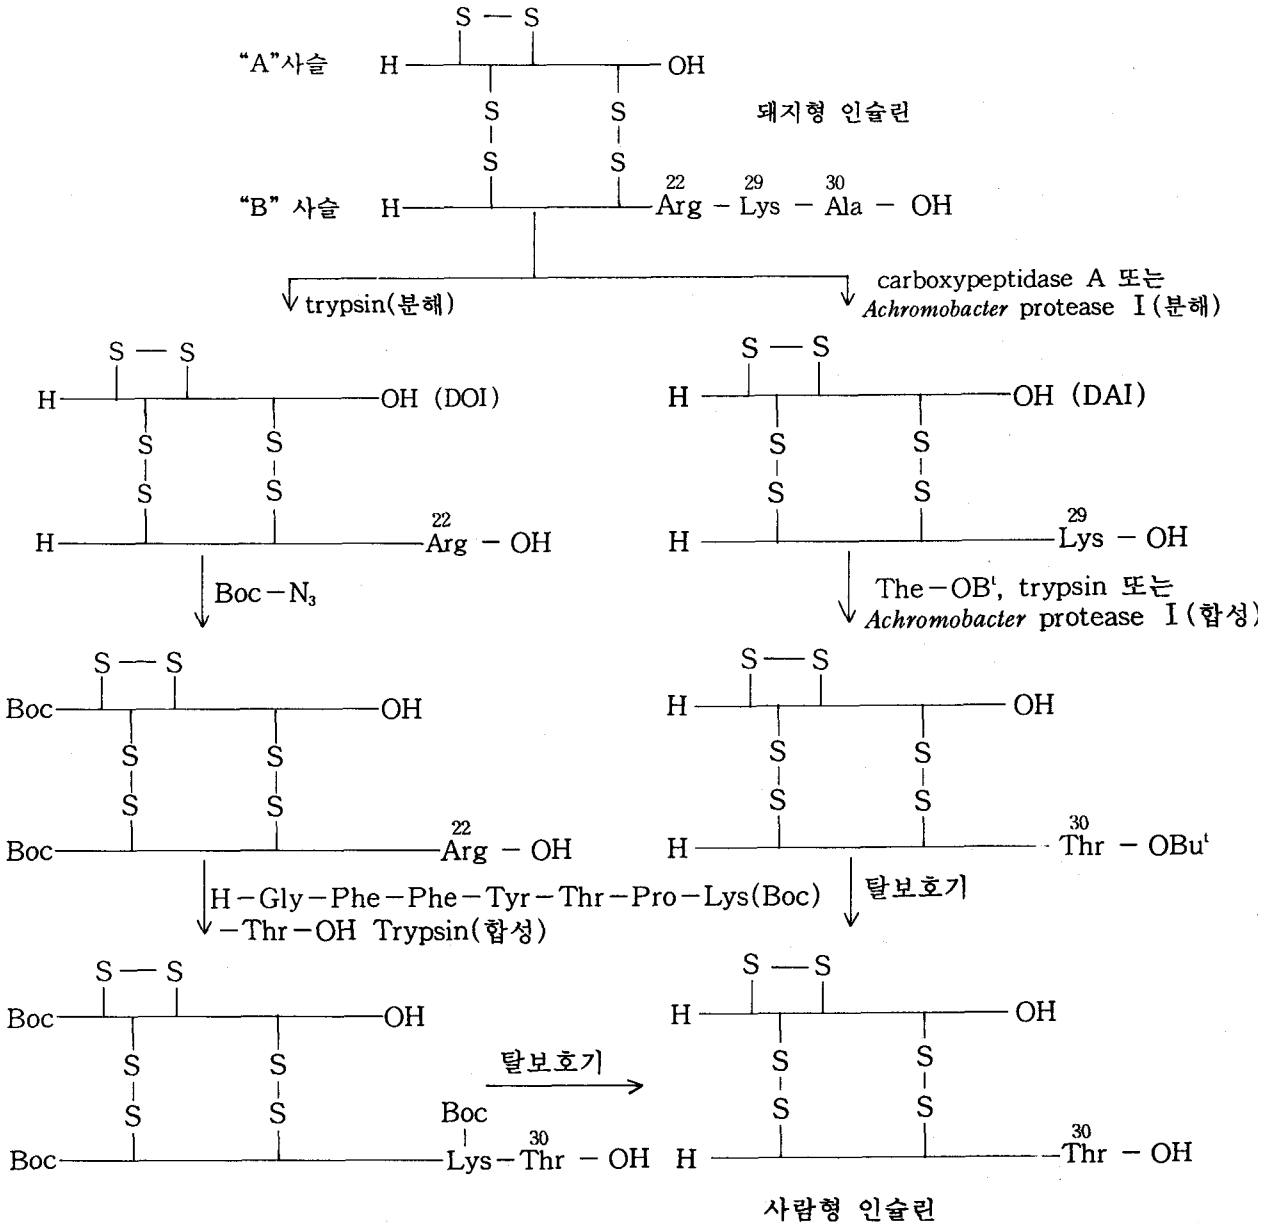 S — S
“A”사슬 H OH
S S 돼지형 인슐린
S S
22 29 30
“B” 사슬 H Arg – Lys – Ala – OH
carboxypeptidase A 또는
trypsin(분해) Achromobacter protease I(분해)
S — S S — S
H OH (DOI) H OH (DAI)
S S S S
S S S S
22 29
H Arg – OH H Lys – OH
Boc–N₃ The–OBᵗ, trypsin 또는
Achromobacter protease I(합성)
S — S S — S
Boc OH H OH
S S S S
S S S S
22 30
Boc Arg – OH H Thr – OBuᵗ
H–Gly–Phe–Phe–Tyr–Thr–Pro–Lys(Boc) 탈보호기
–Thr–OH Trypsin(합성)
S — S S — S
Boc OH H OH
S S 탈보호기 S S
S S Boc S S
30 30
Boc Lys–Thr – OH H Thr – OH
사람형 인슐린